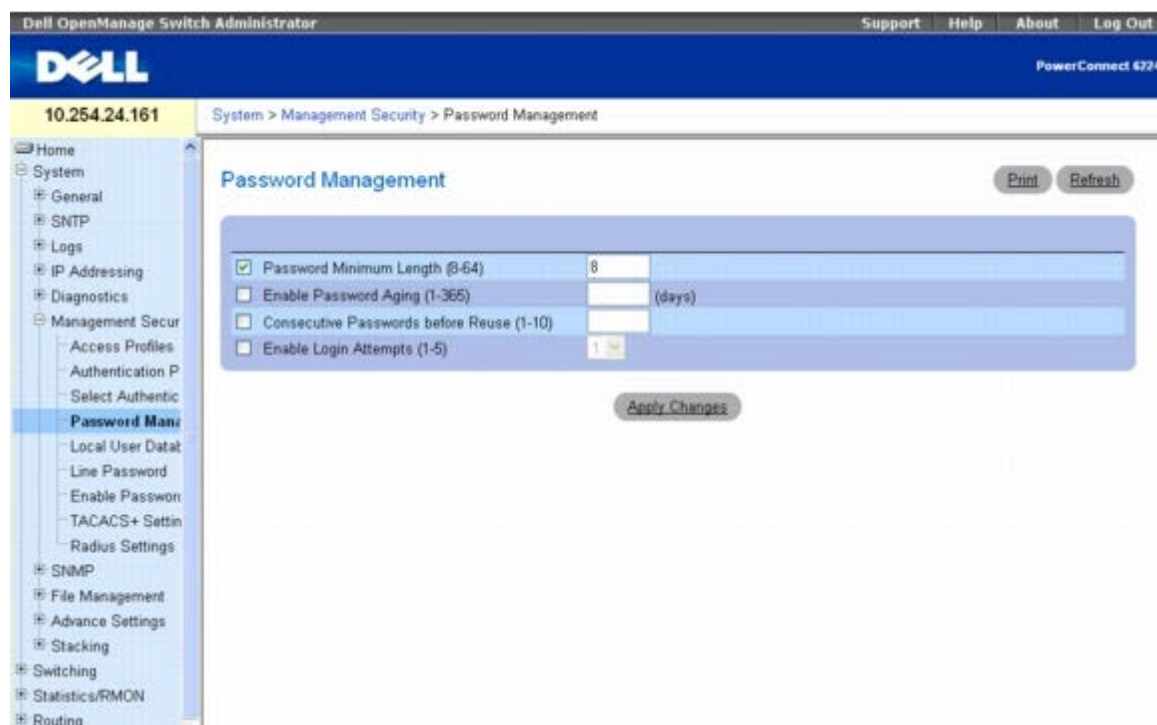 Dell OpenManage Switch Administrator Support Help About Log Out
DELL
PowerConnect 6224
10.254.24.161
System > Management Security > Password Management
Home
System
General
SNTP
Logs
IP Addressing
Diagnostics
Management Secur
Access Profiles
Authentication P
Select Authentic
Password Mana
Local User Datab
Line Password
Enable Passwor
TACACS+ Settin
Radius Settings
SNMP
File Management
Advance Settings
Stacking
Switching
Statistics/RMON
Routing
Password Management
Print Refresh
Password Minimum Length (8-64) 8
Enable Password Aging (1-365) (days)
Consecutive Passwords before Reuse (1-10)
Enable Login Attempts (1-5) 1
Apply Changes